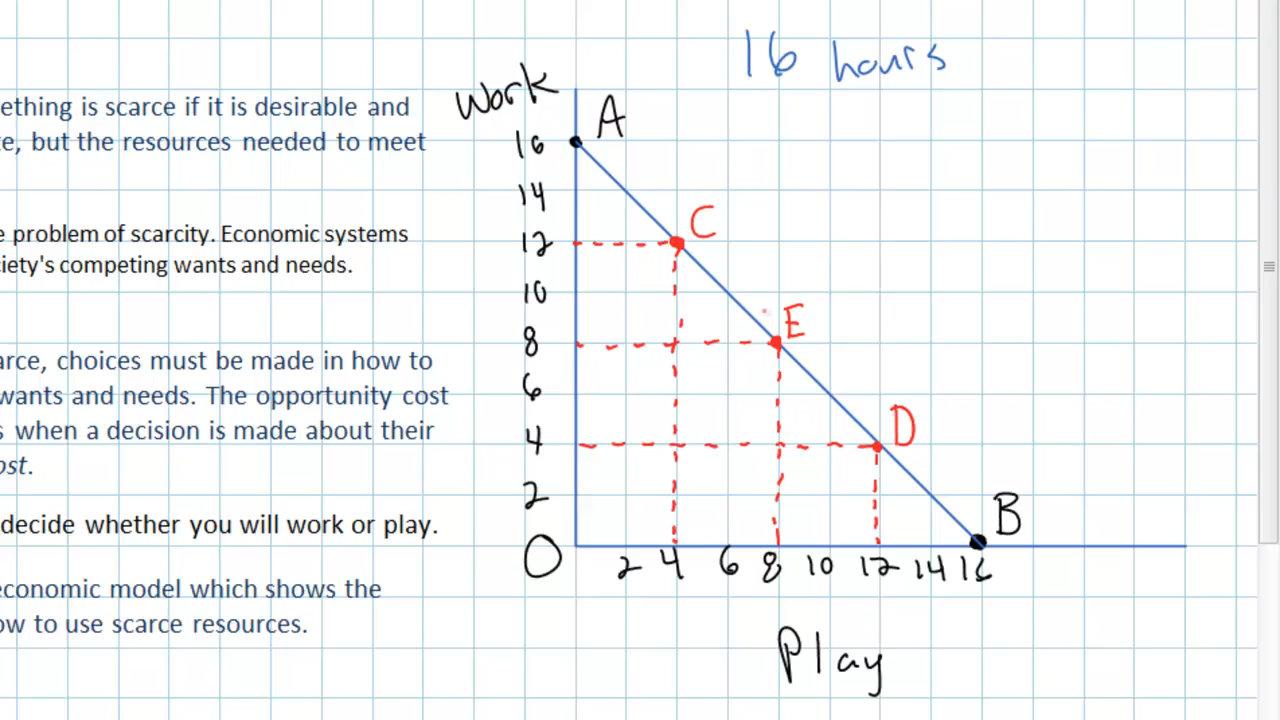 ething is scarce if it is desirable and
e, but the resources needed to meet
e problem of scarcity. Economic systems
ciety's competing wants and needs.
arce, choices must be made in how to
wants and needs. The opportunity cost
s when a decision is made about their
ost.
decide whether you will work or play.
economic model which shows the
ow to use scarce resources.
16 hours
Work
A
16
14
C
12
10
E
8
6
D
4
2
B
0
2 4 6 8 10 12 14 16
Play